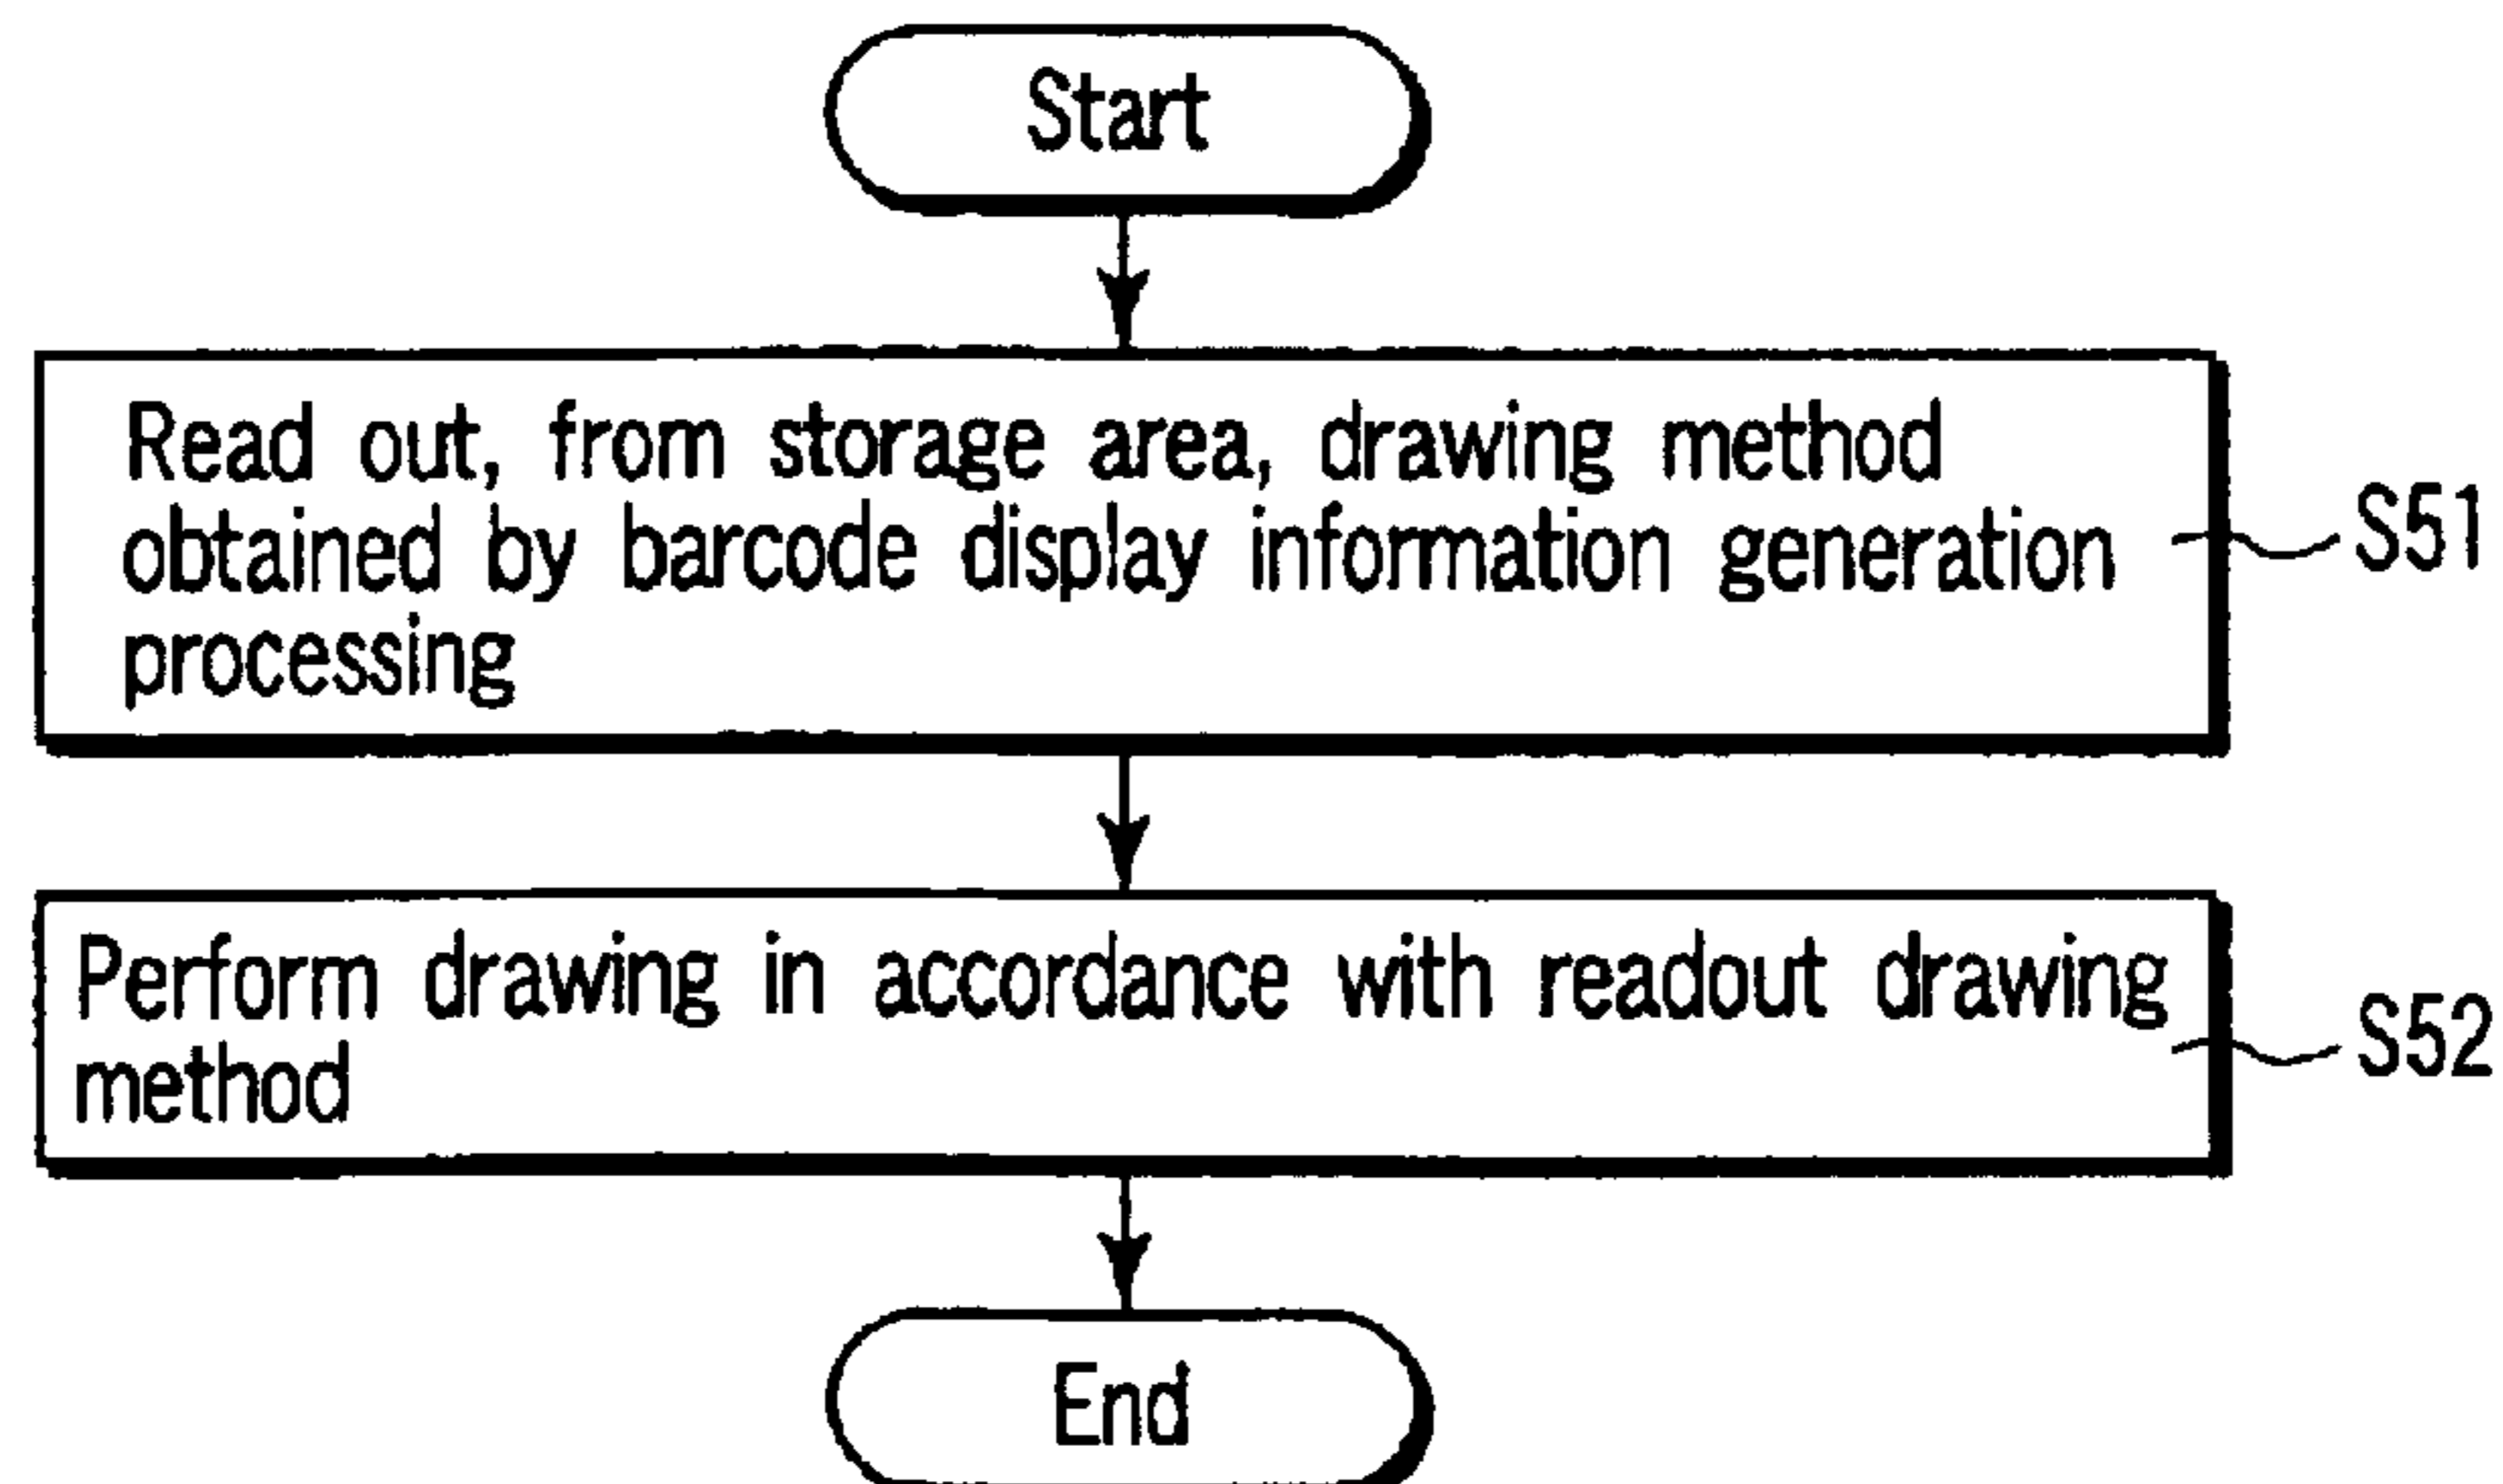 Start
Read out, from storage area, drawing method
obtained by barcode display information generation
processing
S51
Perform drawing in accordance with readout drawing
method
S52
End